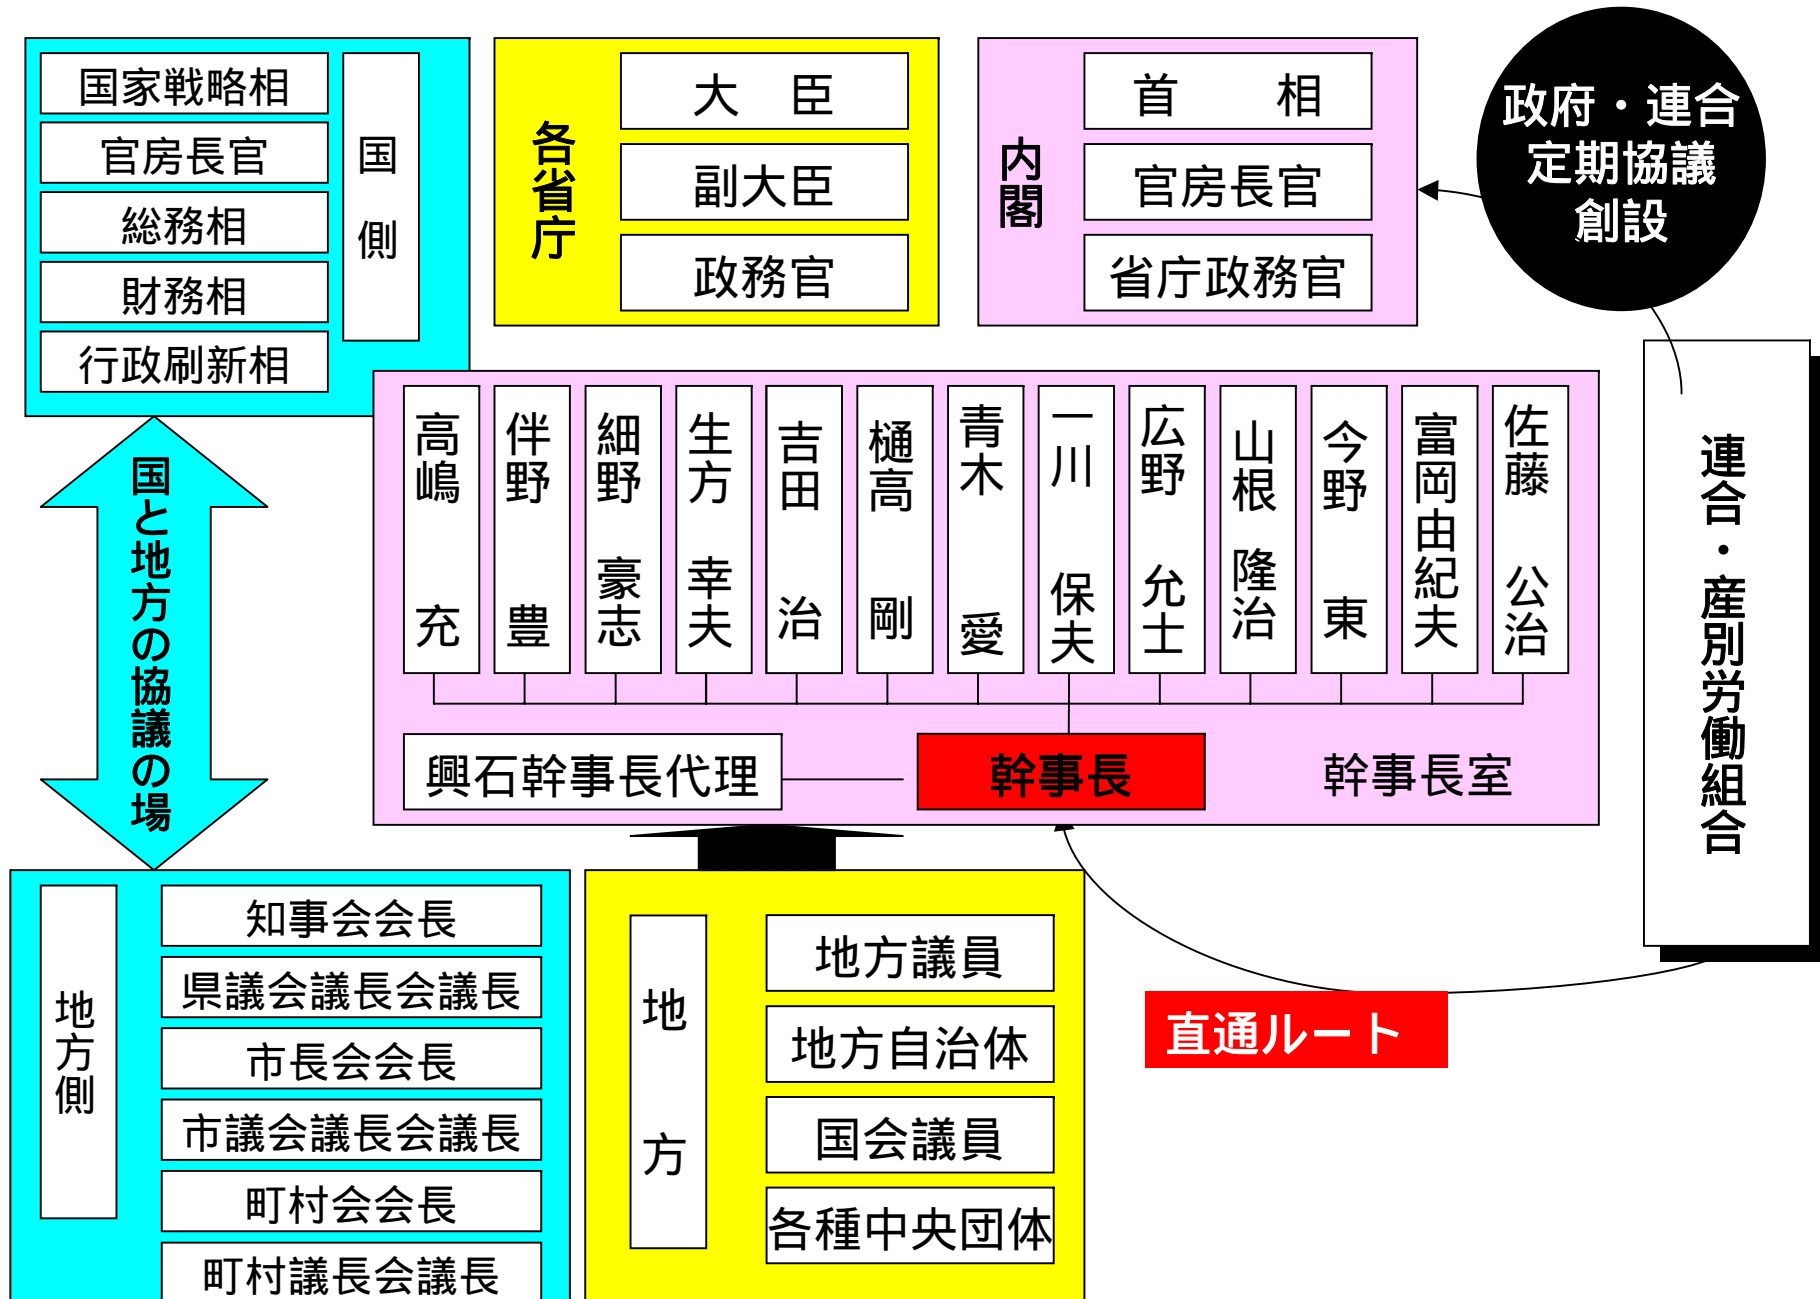 国家戦略相
官房長官
総務相
財務相
行政刷新相
国側
各省庁
大　臣
副大臣
政務官
内閣
首　　相
官房長官
省庁政務官
政府・連合
定期協議
創設
高嶋　　充
伴野　　豊
細野　豪志
生方　幸夫
吉田　　治
樋高　　剛
青木　　愛
一川　保夫
広野　允士
山根　隆治
今野　　東
富岡由紀夫
佐藤　公治
興石幹事長代理
幹事長
幹事長室
連合・産別労働組合
国と地方の協議の場
地方側
知事会会長
県議会議長会議長
市長会会長
市議会議長会議長
町村会会長
町村議長会議長
地方
地方議員
地方自治体
国会議員
各種中央団体
直通ルート